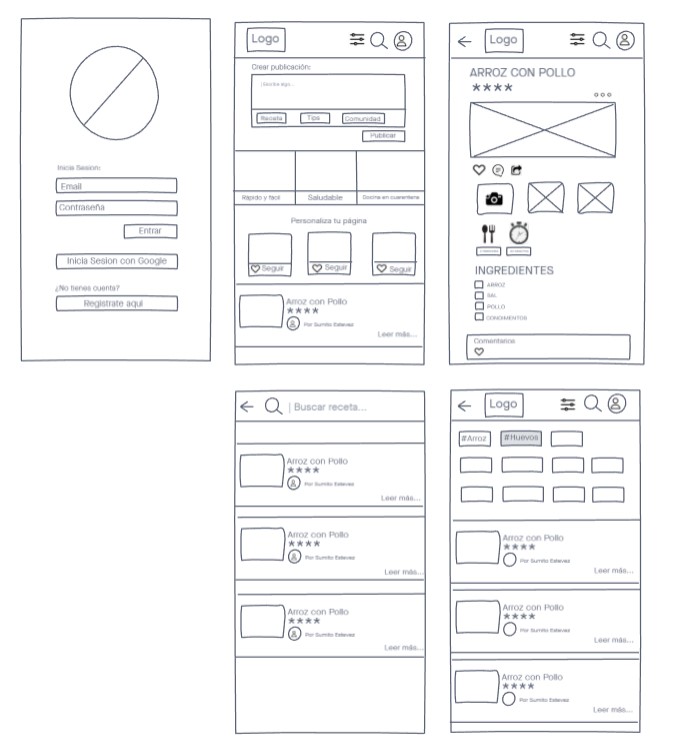 Inicia Sesion:
Email
Contraseña
Entrar
Inicia Sesion con Google
¿No tienes cuenta?
Registrate aqui
Logo
Crear publicación:
Receta Tips Comunidad
Publicar
Rápido y facil Saludable Cocina en cuarentena
Personaliza tu página
Seguir Seguir Seguir
Arroz con Pollo
★★★★
Por Sumito Estevez
Leer más...
Logo
ARROZ CON POLLO
★★★★
INGREDIENTES
ARROZ
SAL
POLLO
CONDIMENTOS
Comentarios
Buscar receta...
Arroz con Pollo
★★★★
Por Sumito Estevez
Leer más...
Arroz con Pollo
★★★★
Por Sumito Estevez
Leer más...
Arroz con Pollo
★★★★
Por Sumito Estevez
Leer más...
Logo
#Arroz #Huevos
Arroz con Pollo
★★★★
Por Sumito Estevez
Leer más...
Arroz con Pollo
★★★★
Por Sumito Estevez
Leer más...
Arroz con Pollo
★★★★
Por Sumito Estevez
Leer más...